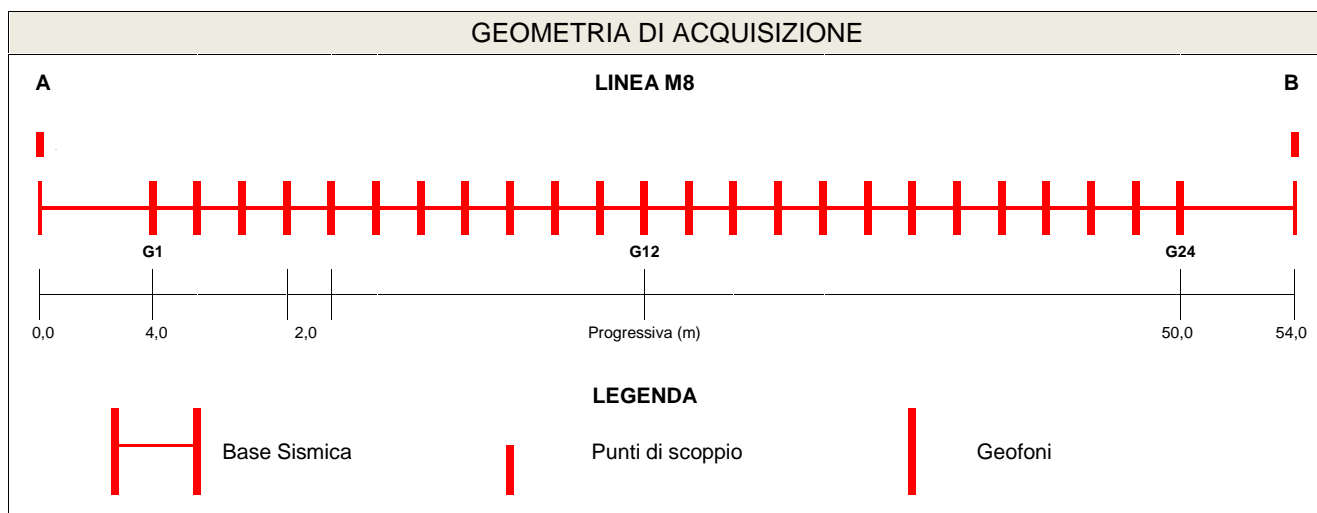 GEOMETRIA DI ACQUISIZIONE
A LINEA M8 B
G1 G12 G24
0,0 4,0 2,0 Progressiva (m) 50,0 54,0
LEGENDA
Base Sismica Punti di scoppio Geofoni